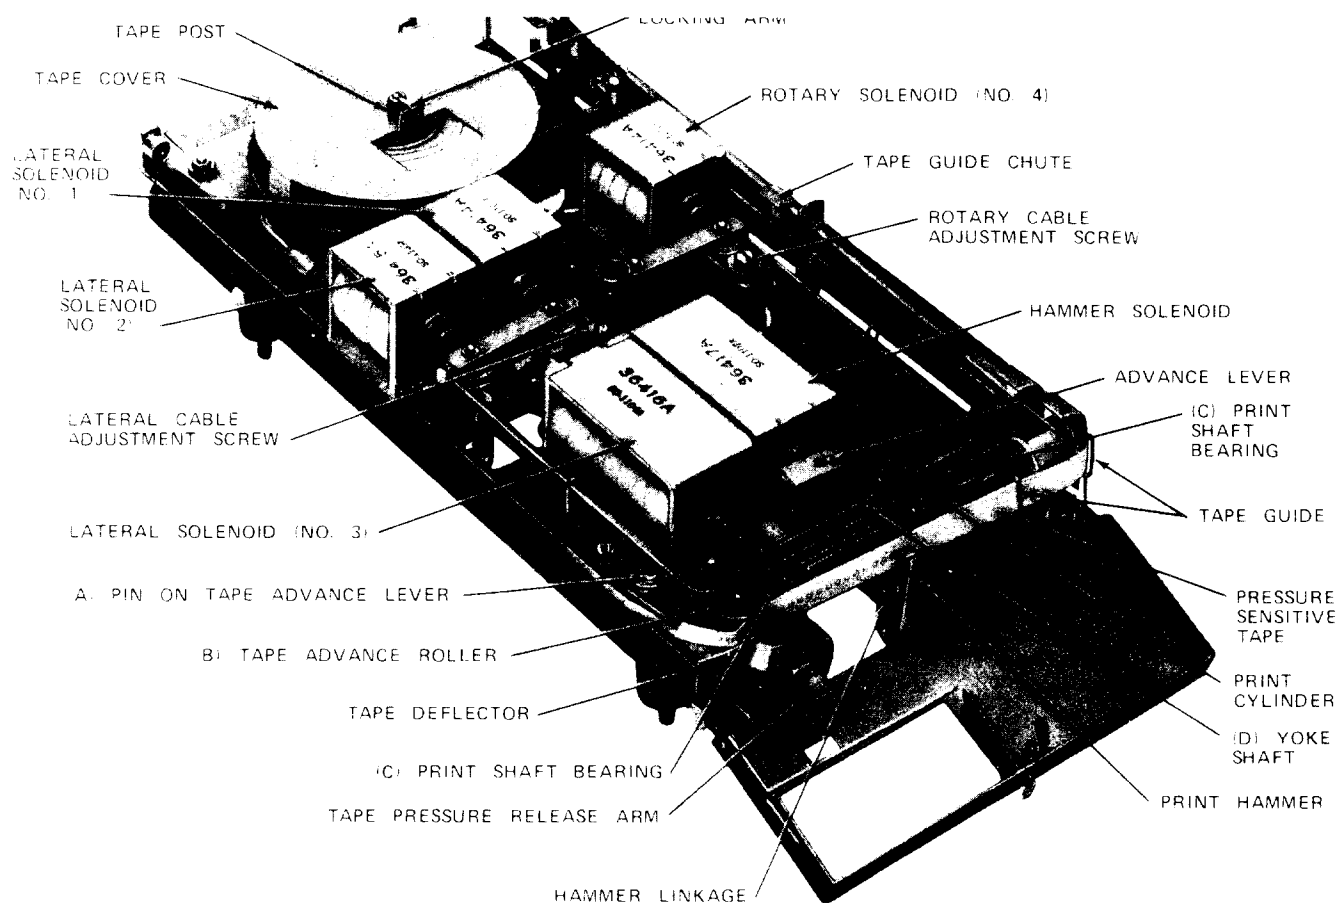 LOCKING ARM
TAPE POST
TAPE COVER
ROTARY SOLENOID (NO. 4)
LATERAL
SOLENOID
NO. 1
TAPE GUIDE CHUTE
ROTARY CABLE
ADJUSTMENT SCREW
LATERAL
SOLENOID
NO. 2)
HAMMER SOLENOID
36417A
36416A
ADVANCE LEVER
LATERAL CABLE
ADJUSTMENT SCREW
(C) PRINT
SHAFT
BEARING
LATERAL SOLENOID (NO. 3)
TAPE GUIDE
A) PIN ON TAPE ADVANCE LEVER
PRESSURE
SENSITIVE
TAPE
B) TAPE ADVANCE ROLLER
PRINT
CYLINDER
TAPE DEFLECTOR
(D) YOKE
SHAFT
(C) PRINT SHAFT BEARING
PRINT HAMMER
TAPE PRESSURE RELEASE ARM
HAMMER LINKAGE